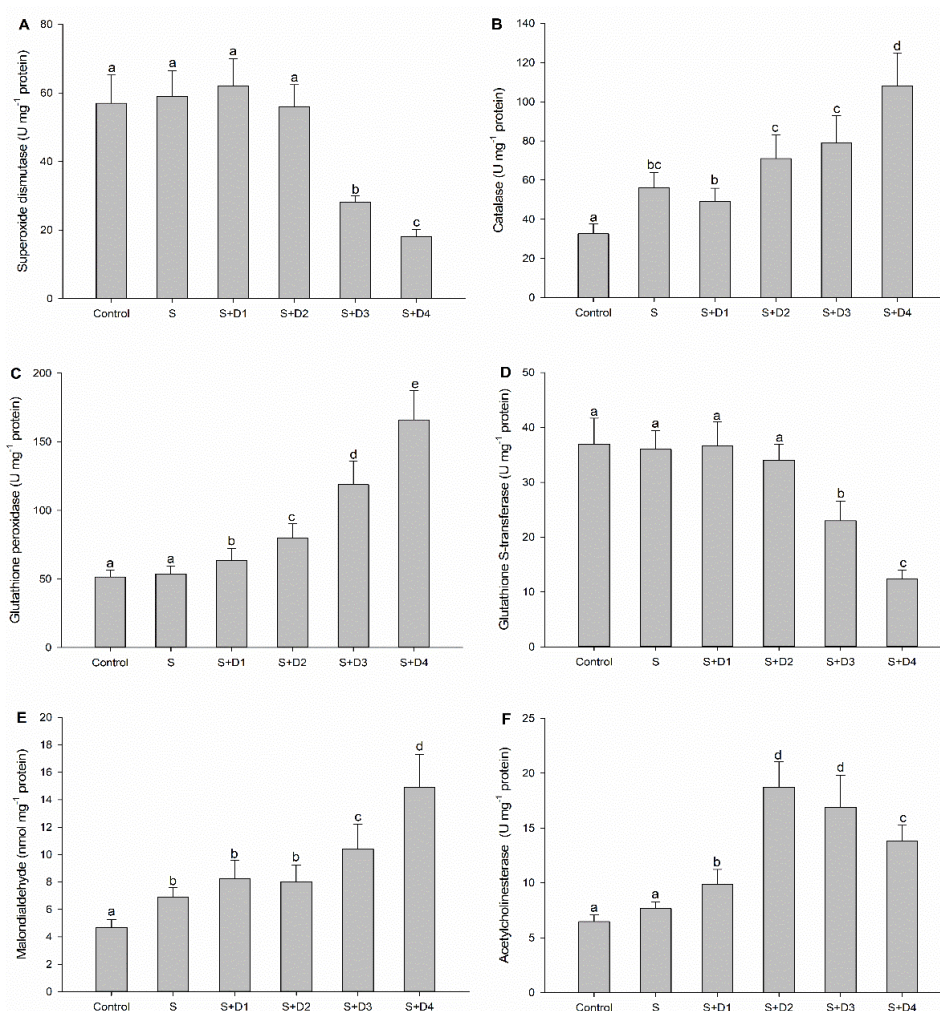 A
Superoxide dismutase (U mg-1 protein)
80
60
40
20
0
a
a
a
a
b
c
Control S S+D1 S+D2 S+D3 S+D4
B
Catalase (U mg-1 protein)
140
120
100
80
60
40
20
0
a
bc
b
c
c
d
Control S S+D1 S+D2 S+D3 S+D4
C
Glutathione peroxidase (U mg-1 protein)
200
150
100
50
0
a
a
b
c
d
e
Control S S+D1 S+D2 S+D3 S+D4
D
Glutathione S-transferase (U mg-1 protein)
50
40
30
20
10
0
a
a
a
a
b
c
Control S S+D1 S+D2 S+D3 S+D4
E
Malondialdehyde (nmol mg-1 protein)
20
18
16
14
12
10
8
6
4
2
0
a
b
b
b
c
d
Control S S+D1 S+D2 S+D3 S+D4
F
Acetylcholinesterase (U mg-1 protein)
25
20
15
10
5
0
a
a
b
d
d
c
Control S S+D1 S+D2 S+D3 S+D4